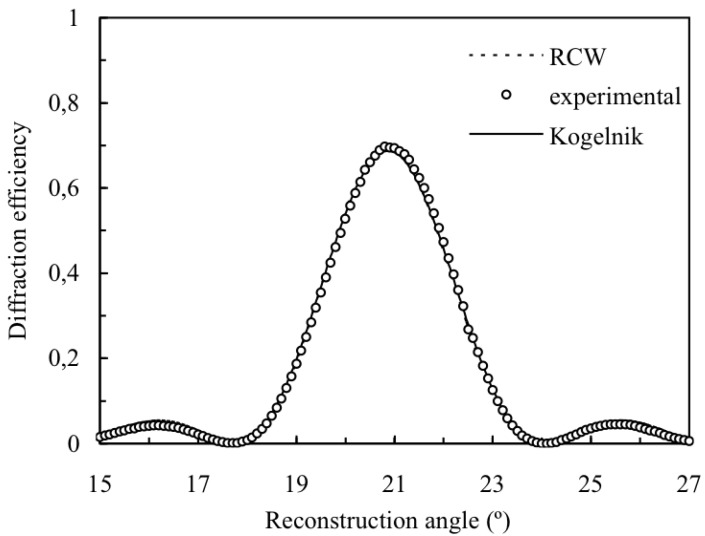 1
0,8
0,6
0,4
0,2
0
Diffraction efficiency
RCW
experimental
Kogelnik
15 17 19 21 23 25 27
Reconstruction angle (º)